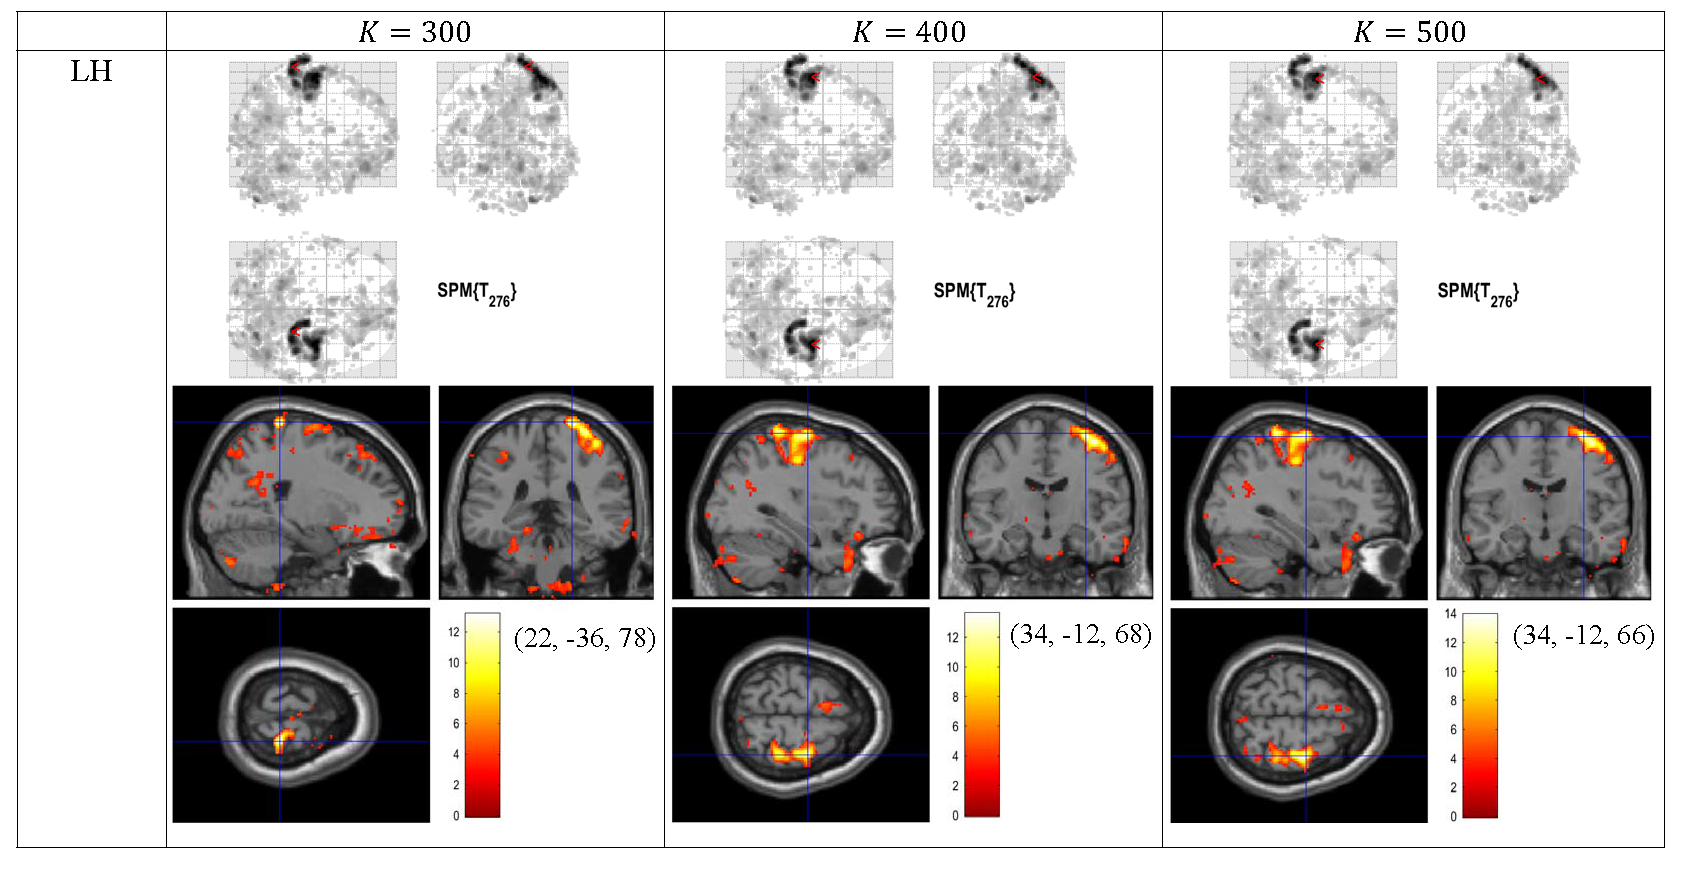 K = 300
K = 400
K = 500
LH
SPM{T276}
SPM{T276}
SPM{T276}
(22, -36, 78)
12
10
8
6
4
2
0
(34, -12, 68)
12
10
8
6
4
2
0
(34, -12, 66)
14
12
10
8
6
4
2
0